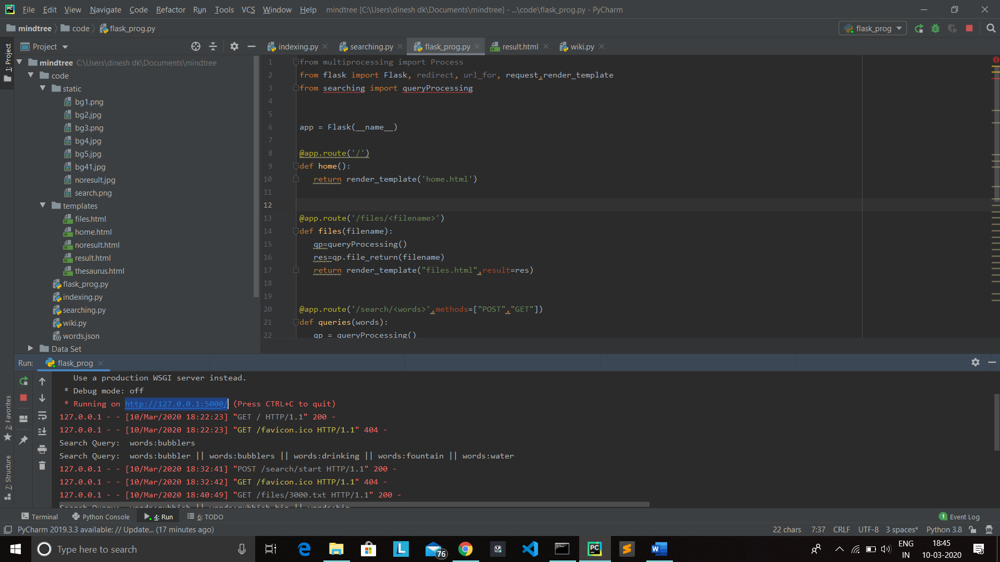 File Edit View Navigate Code Refactor Run Tools VCS Window Help mindtree [C:\Users\dinesh dk\Documents\mindtree] - ...\code\flask_prog.py - PyCharm
mindtree code flask_prog.py
flask_prog
Project
indexing.py searching.py flask_prog.py result.html wiki.py
1: Project
mindtree C:\Users\dinesh dk\Documents\mindtree
code
static
bg1.png
bg2.jpg
bg3.png
bg4.jpg
bg5.jpg
bg41.jpg
noresult.jpg
search.png
templates
files.html
home.html
noresult.html
result.html
thesaurus.html
flask_prog.py
indexing.py
searching.py
wiki.py
words.json
Data Set
1 from multiprocessing import Process
2 from flask import Flask, redirect, url_for, request,render_template
3 from searching import queryProcessing
4
5
6 app = Flask(__name__)
7
8 @app.route('/')
9 def home():
10 return render_template('home.html')
11
12
13 @app.route('/files/<filename>')
14 def files(filename):
15 qp=queryProcessing()
16 res=qp.file_return(filename)
17 return render_template("files.html",result=res)
18
19
20 @app.route('/search/<words>',methods=["POST","GET"])
21 def queries(words):
22 qp = queryProcessing()
Run: flask_prog
Use a production WSGI server instead.
* Debug mode: off
* Running on http://127.0.0.1:5000/ (Press CTRL+C to quit)
127.0.0.1 - - [10/Mar/2020 18:22:23] "GET / HTTP/1.1" 200 -
127.0.0.1 - - [10/Mar/2020 18:22:23] "GET /favicon.ico HTTP/1.1" 404 -
Search Query:  words:bubblers
Search Query:  words:bubbler || words:bubblers || words:drinking || words:fountain || words:water
127.0.0.1 - - [10/Mar/2020 18:32:41] "POST /search/start HTTP/1.1" 200 -
127.0.0.1 - - [10/Mar/2020 18:32:42] "GET /favicon.ico HTTP/1.1" 404 -
127.0.0.1 - - [10/Mar/2020 18:40:49] "GET /files/3000.txt HTTP/1.1" 200 -
Search Query:  words:rubbish || words:rubbish bin || words:bin
2: Favorites
7: Structure
Terminal Python Console 4: Run 6: TODO
1 Event Log
PyCharm 2019.3.3 available: // Update... (17 minutes ago)
22 chars 7:37 CRLF UTF-8 3 spaces* Python 3.8
Type here to search
76
ENG
IN
18:45
10-03-2020